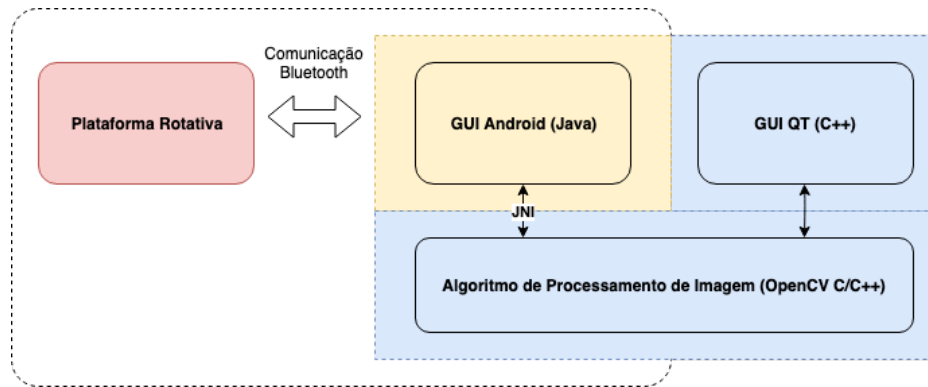 Comunicação
Bluetooth
Plataforma Rotativa
GUI Android (Java)
GUI QT (C++)
JNI
Algoritmo de Processamento de Imagem (OpenCV C/C++)